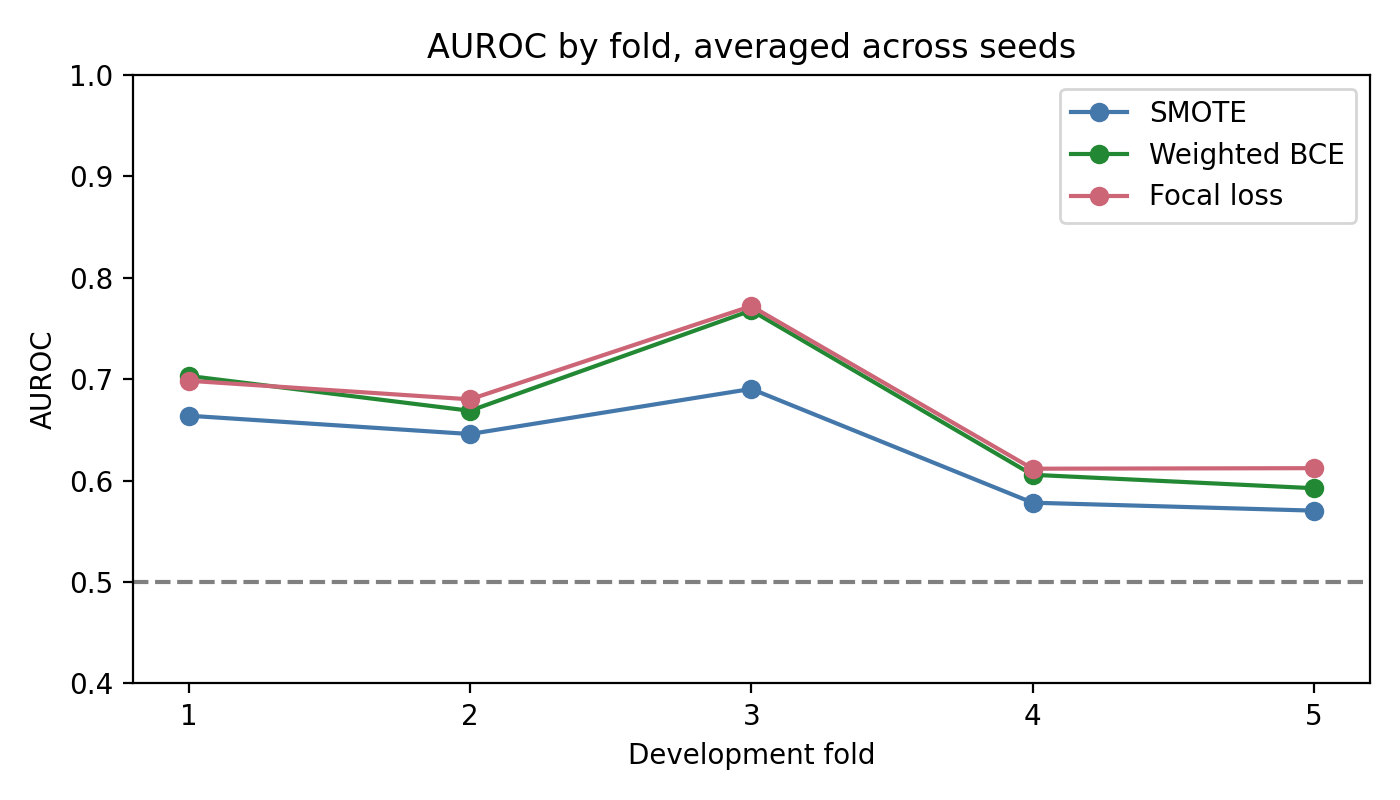 AUROC by fold, averaged across seeds
1.0
0.9
0.8
0.7
0.6
0.5
0.4
AUROC
SMOTE
Weighted BCE
Focal loss
1 2 3 4 5
Development fold